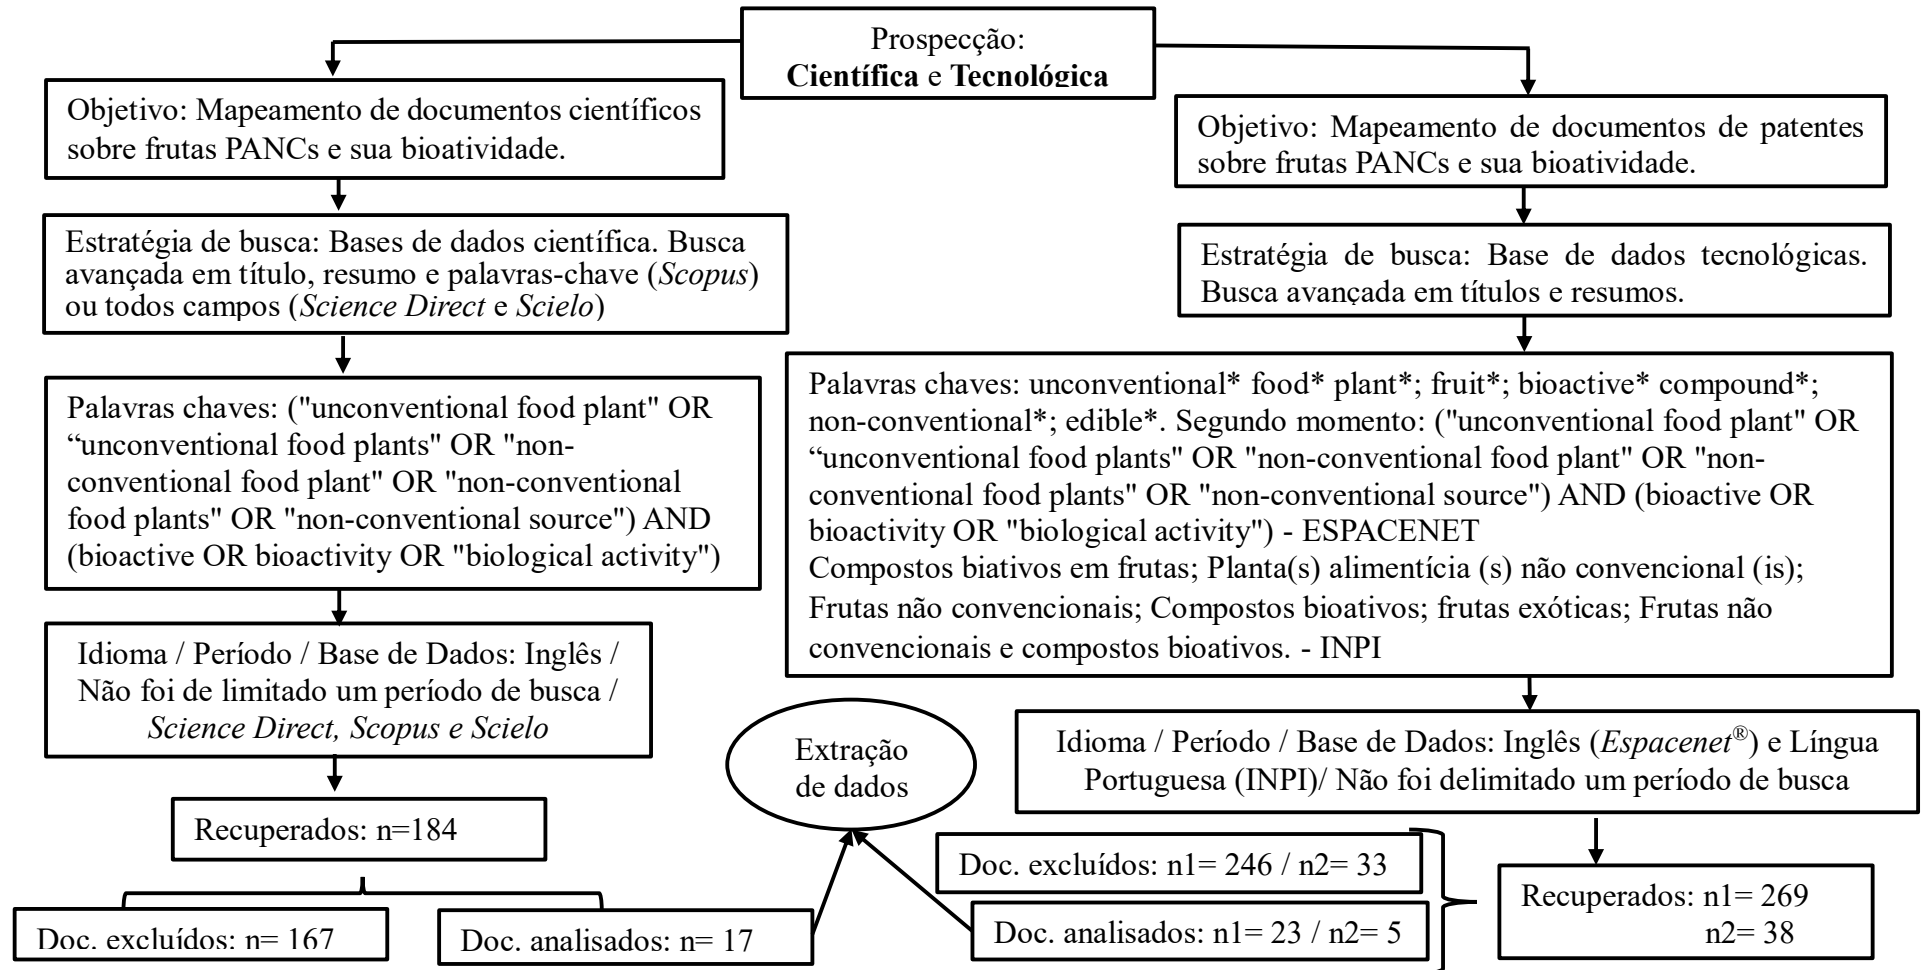 Prospecção:
Científica e Tecnológica
Objetivo: Mapeamento de documentos científicos
sobre frutas PANCs e sua bioatividade.
Estratégia de busca: Bases de dados científica. Busca
avançada em título, resumo e palavras-chave (Scopus)
ou todos campos (Science Direct e Scielo)
Palavras chaves: ("unconventional food plant" OR
“unconventional food plants" OR "non-
conventional food plant" OR "non-conventional
food plants" OR "non-conventional source") AND
(bioactive OR bioactivity OR "biological activity")
Idioma / Período / Base de Dados: Inglês /
Não foi de limitado um período de busca /
Science Direct, Scopus e Scielo
Recuperados: n=184
Doc. excluídos: n= 167
Doc. analisados: n= 17
Extração
de dados
Objetivo: Mapeamento de documentos de patentes
sobre frutas PANCs e sua bioatividade.
Estratégia de busca: Base de dados tecnológicas.
Busca avançada em títulos e resumos.
Palavras chaves: unconventional* food* plant*; fruit*; bioactive* compound*;
non-conventional*; edible*. Segundo momento: ("unconventional food plant" OR
“unconventional food plants" OR "non-conventional food plant" OR "non-
conventional food plants" OR "non-conventional source") AND (bioactive OR
bioactivity OR "biological activity") - ESPACENET
Compostos biativos em frutas; Planta(s) alimentícia (s) não convencional (is);
Frutas não convencionais; Compostos bioativos; frutas exóticas; Frutas não
convencionais e compostos bioativos. - INPI
Idioma / Período / Base de Dados: Inglês (Espacenet®) e Língua
Portuguesa (INPI)/ Não foi delimitado um período de busca
Recuperados: n1= 269
n2= 38
Doc. excluídos: n1= 246 / n2= 33
Doc. analisados: n1= 23 / n2= 5